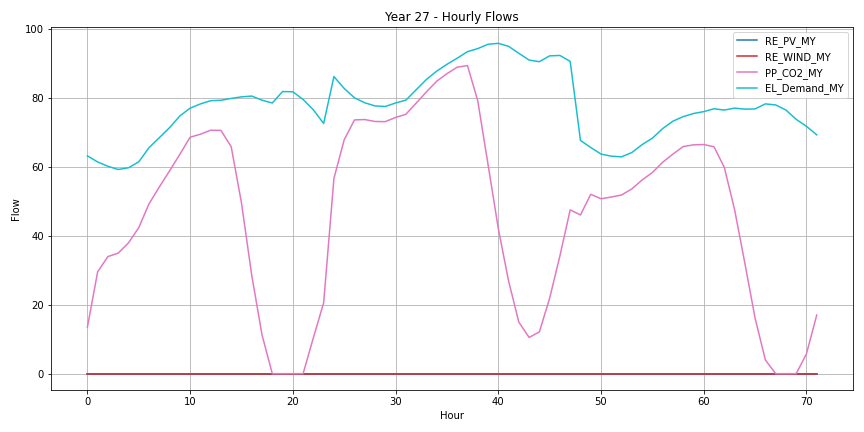 Year 27 - Hourly Flows
100
80
60
40
20
0
Flow
RE_PV_MY
RE_WIND_MY
PP_CO2_MY
EL_Demand_MY
0 10 20 30 40 50 60 70
Hour